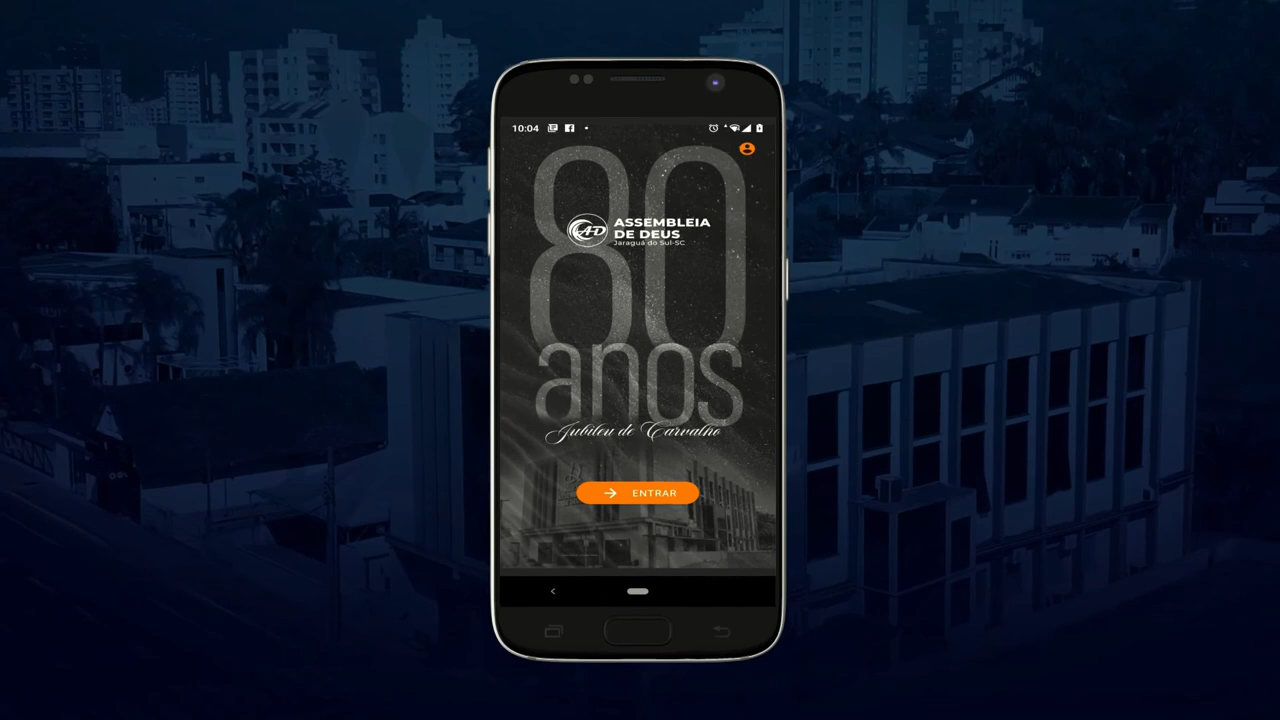 10:04
80
ASSEMBLEIA
DE DEUS
Jaraguá do Sul-SC
anos
Jubileu de Carvalho
ENTRAR